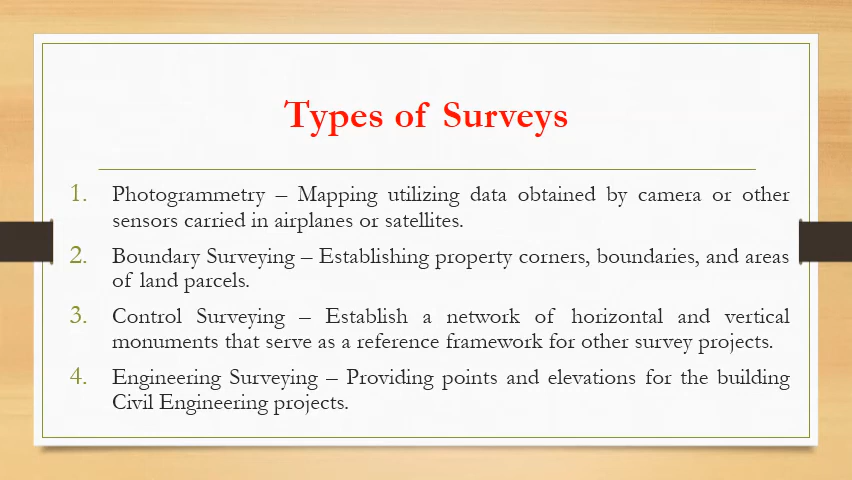 Types of Surveys
1. Photogrammetry – Mapping utilizing data obtained by camera or other
sensors carried in airplanes or satellites.
2. Boundary Surveying – Establishing property corners, boundaries, and areas
of land parcels.
3. Control Surveying – Establish a network of horizontal and vertical
monuments that serve as a reference framework for other survey projects.
4. Engineering Surveying – Providing points and elevations for the building
Civil Engineering projects.